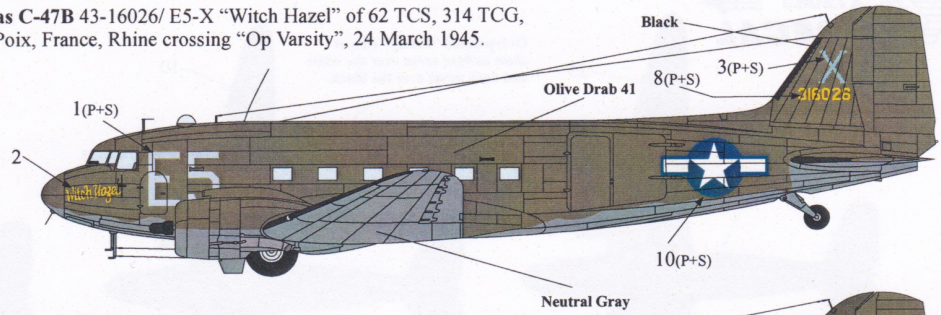 as C-47B 43-16026/ E5-X “Witch Hazel” of 62 TCS, 314 TCG,
Poix, France, Rhine crossing “Op Varsity”, 24 March 1945.
Black
3(P+S)
8(P+S)
X
316026
Olive Drab 41
1(P+S)
2
E5
Witch Hazel
10(P+S)
Neutral Gray